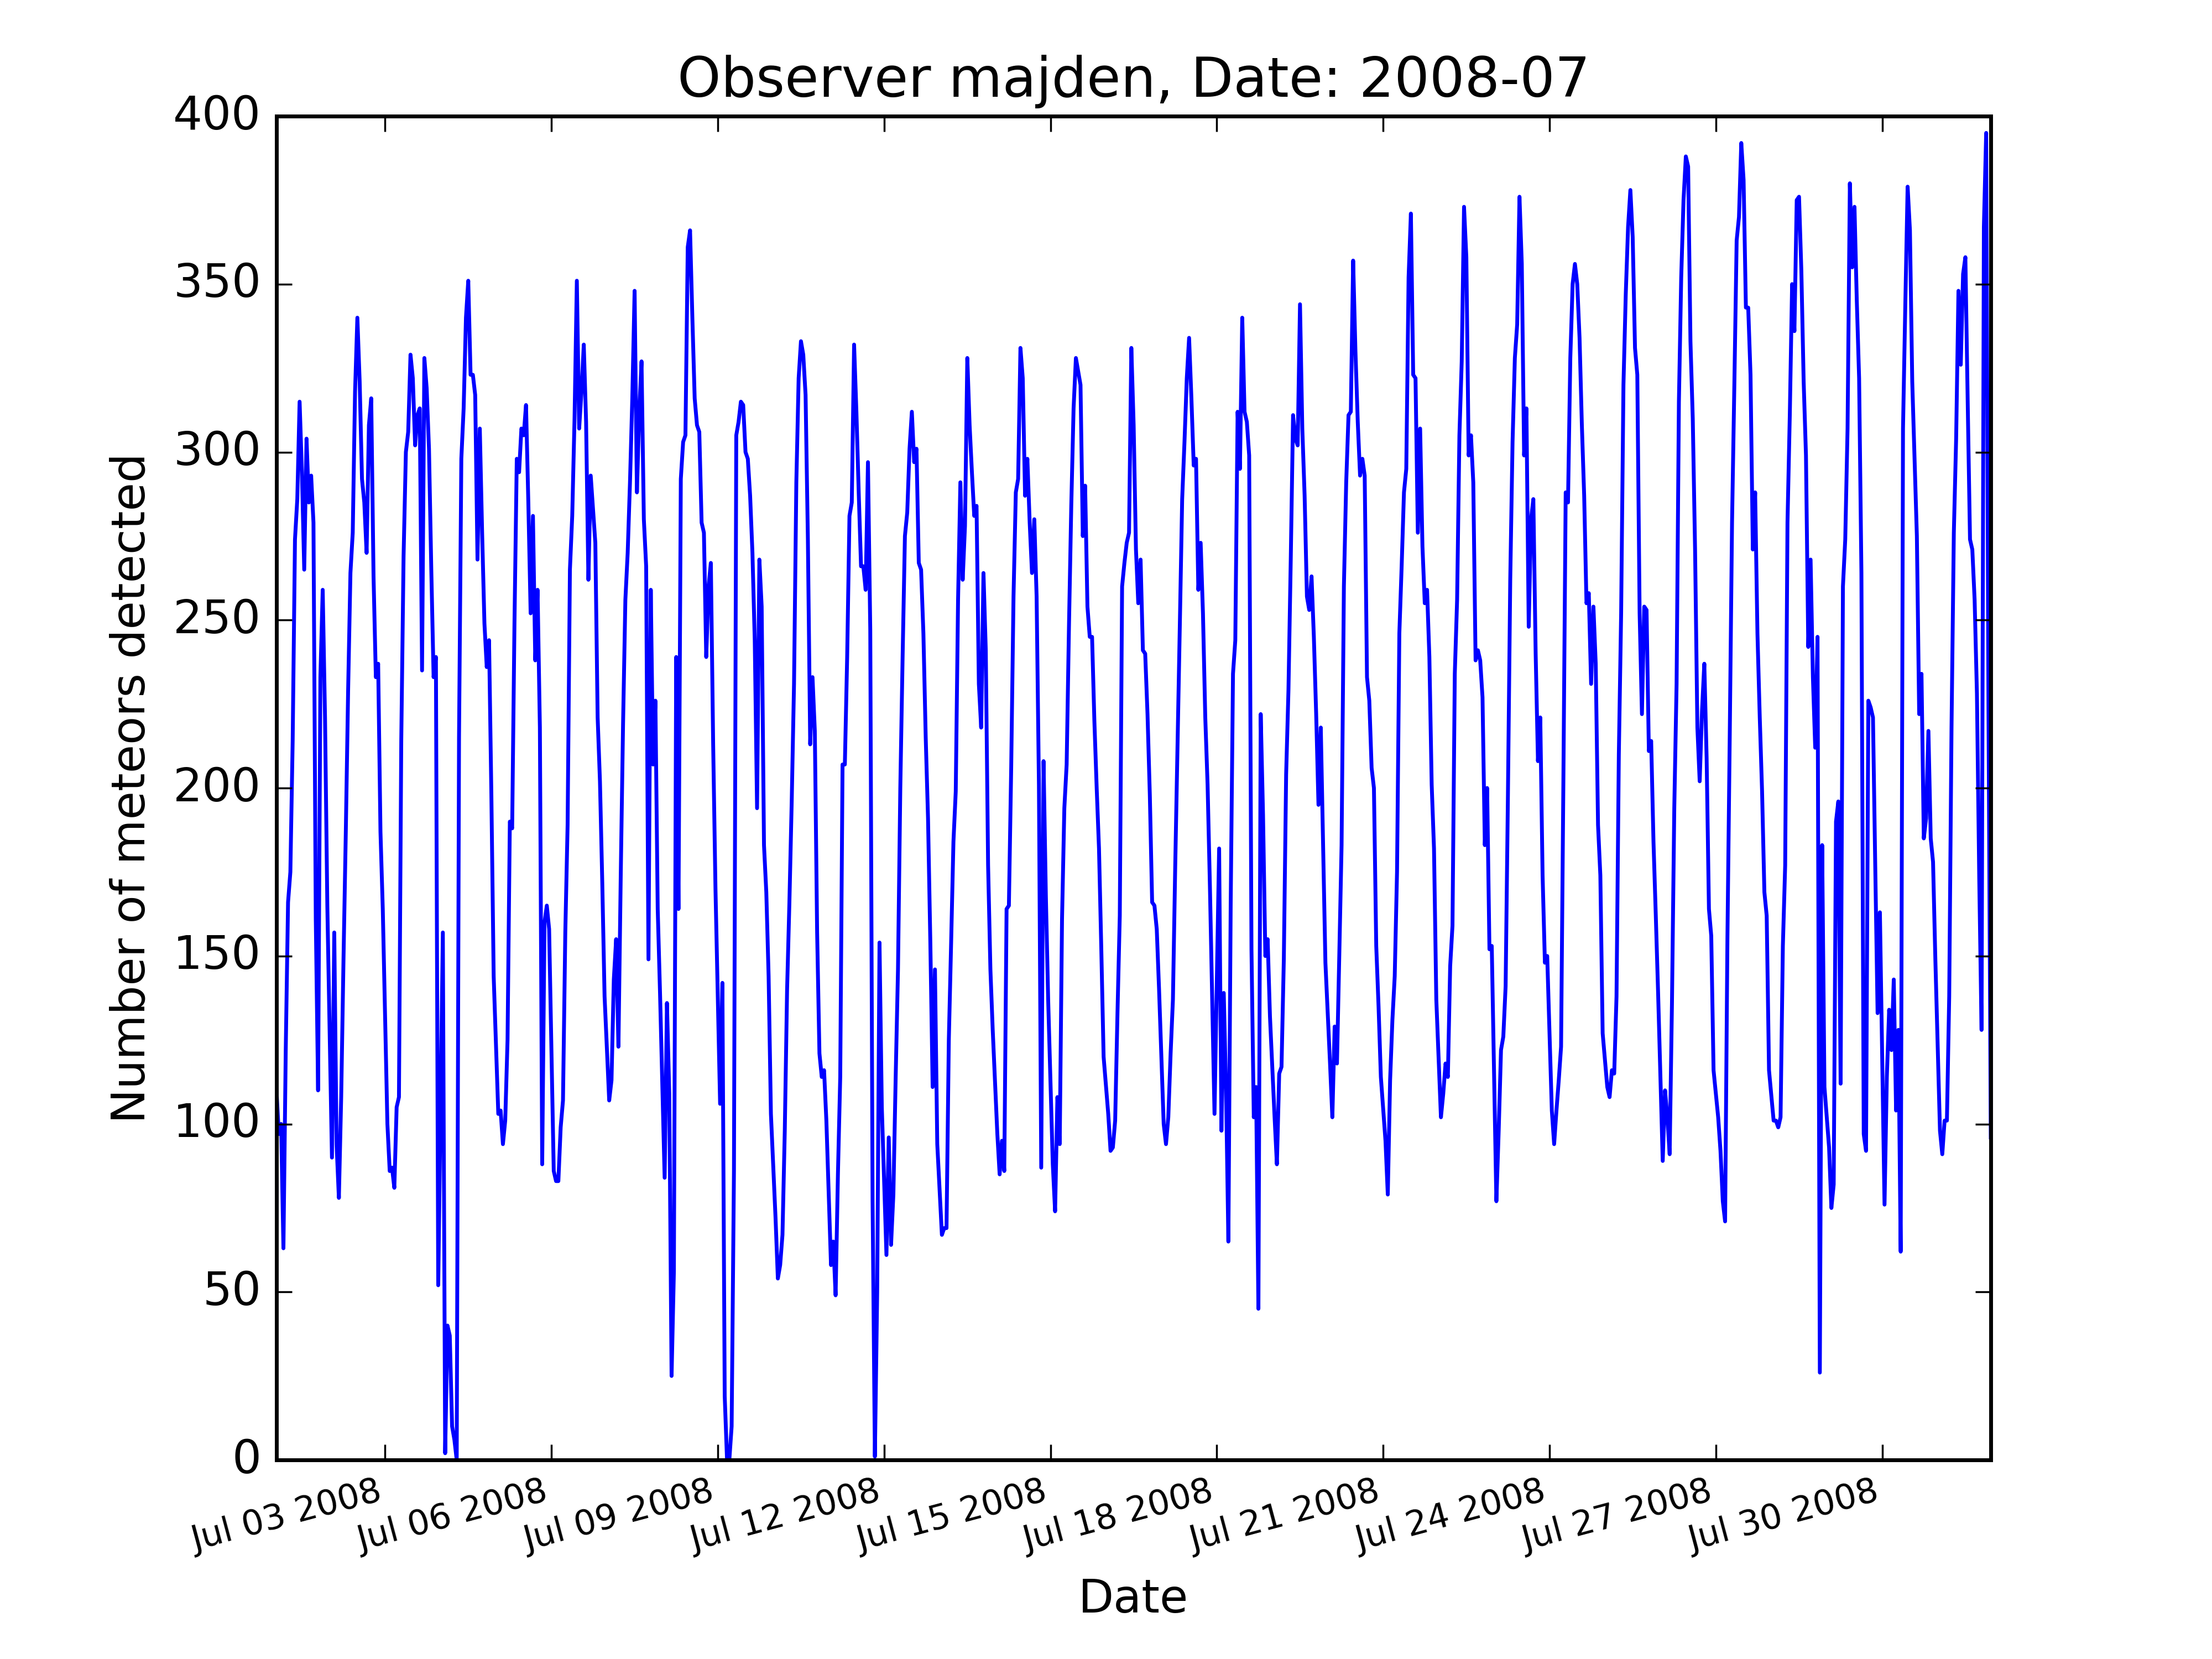 Observer majden, Date: 2008-07
400
350
300
250
200
150
100
50
0
Number of meteors detected
Jul 03 2008
Jul 06 2008
Jul 09 2008
Jul 12 2008
Jul 15 2008
Jul 18 2008
Jul 21 2008
Jul 24 2008
Jul 27 2008
Jul 30 2008
Date